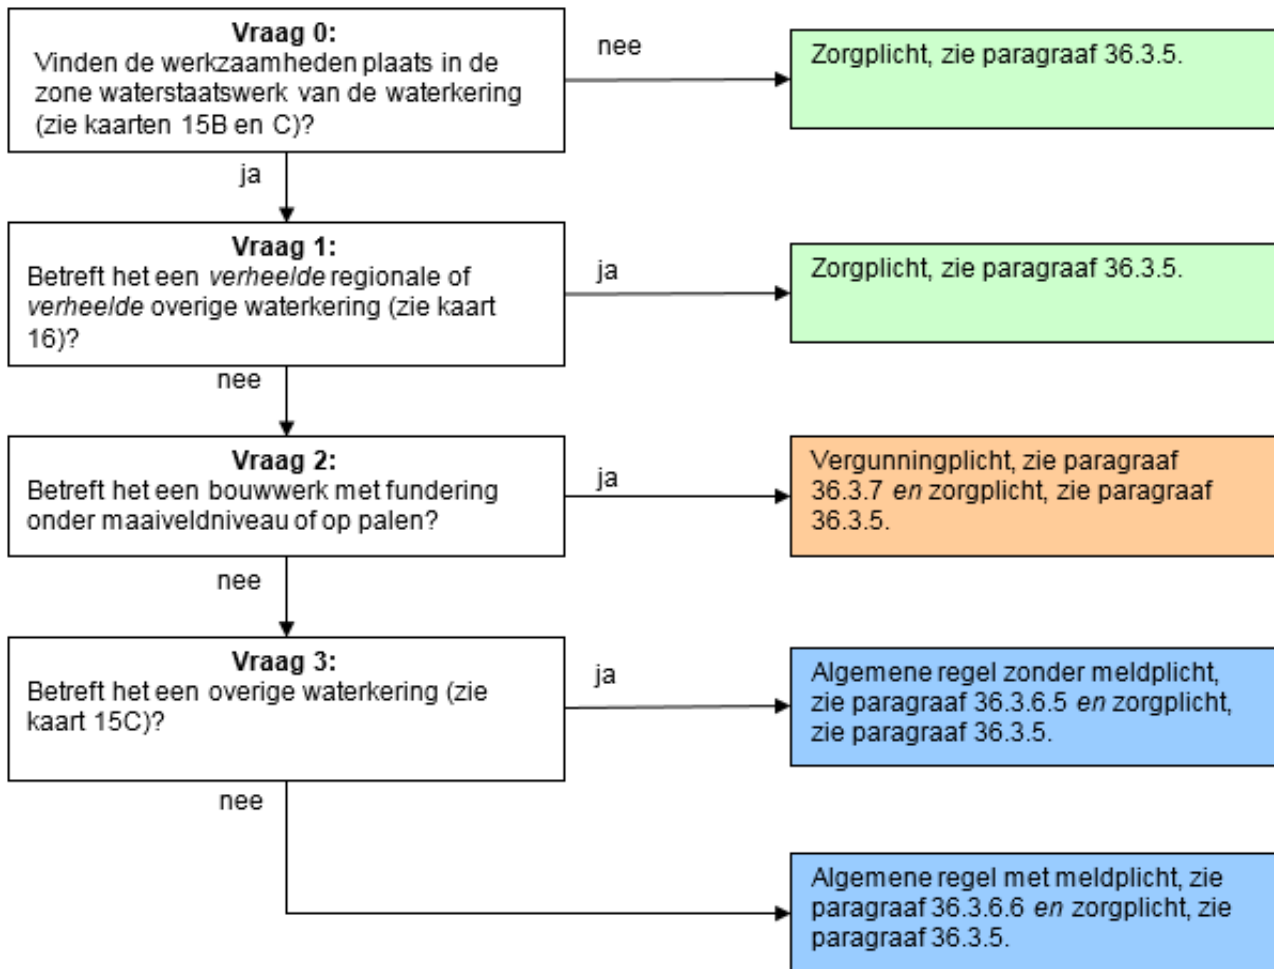 Vraag 0:
Vinden de werkzaamheden plaats in de
zone waterstaatswerk van de waterkering
(zie kaarten 15B en C)?
nee
Zorgplicht, zie paragraaf 36.3.5.
ja
Vraag 1:
Betreft het een verheelde regionale of
verheelde overige waterkering (zie kaart
16)?
ja
Zorgplicht, zie paragraaf 36.3.5.
nee
Vraag 2:
Betreft het een bouwwerk met fundering
onder maaiveldniveau of op palen?
ja
Vergunningplicht, zie paragraaf
36.3.7 en zorgplicht, zie paragraaf
36.3.5.
nee
Vraag 3:
Betreft het een overige waterkering (zie
kaart 15C)?
ja
Algemene regel zonder meldplicht,
zie paragraaf 36.3.6.5 en zorgplicht,
zie paragraaf 36.3.5.
nee
Algemene regel met meldplicht, zie
paragraaf 36.3.6.6 en zorgplicht, zie
paragraaf 36.3.5.